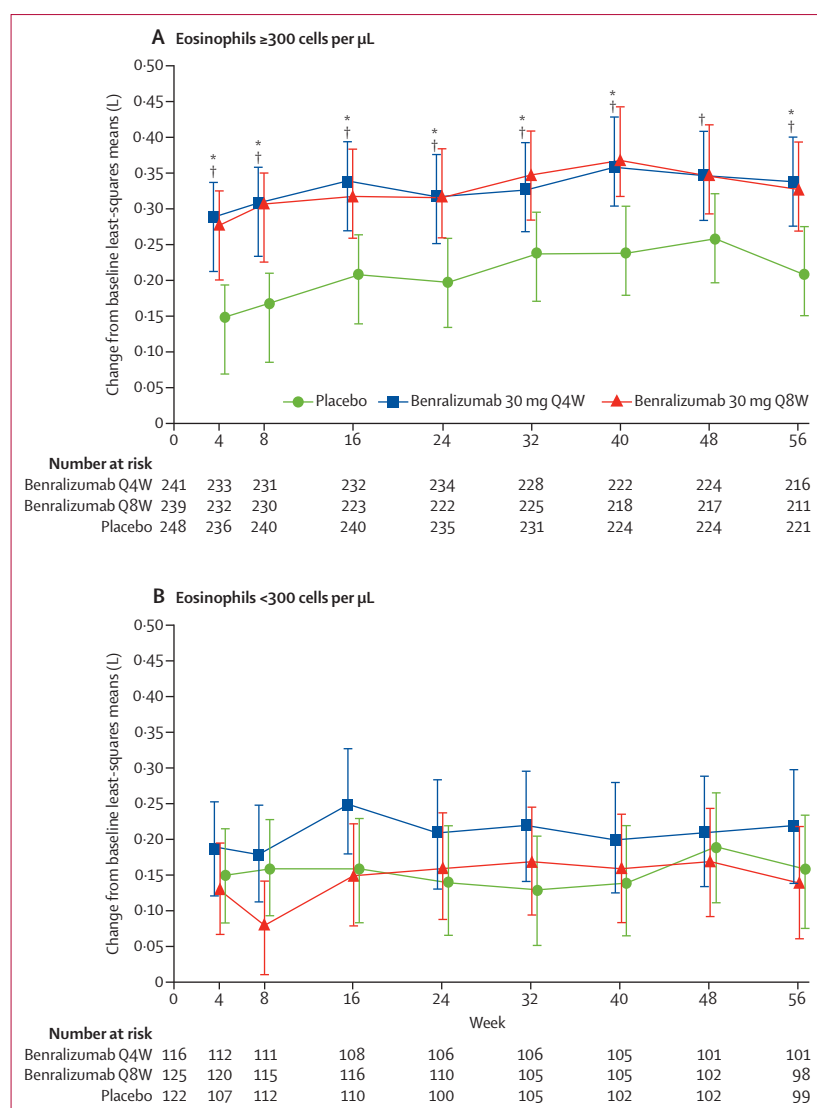 A Eosinophils ≥300 cells per μL
Change from baseline least-squares means (L)
0·50
0·45
0·40
0·35
0·30
0·25
0·20
0·15
0·10
0·05
0
* * * * * * *
† † † † † † † †
Placebo Benralizumab 30 mg Q4W Benralizumab 30 mg Q8W
0 4 8 16 24 32 40 48 56
Number at risk
Benralizumab Q4W 241 233 231 232 234 228 222 224 216
Benralizumab Q8W 239 232 230 223 222 225 218 217 211
Placebo 248 236 240 240 235 231 224 224 221
B Eosinophils <300 cells per μL
Change from baseline least-squares means (L)
0·50
0·45
0·40
0·35
0·30
0·25
0·20
0·15
0·10
0·05
0
0 4 8 16 24 32 40 48 56
Week
Number at risk
Benralizumab Q4W 116 112 111 108 106 106 105 101 101
Benralizumab Q8W 125 120 115 116 110 105 105 102 98
Placebo 122 107 112 110 100 105 102 102 99